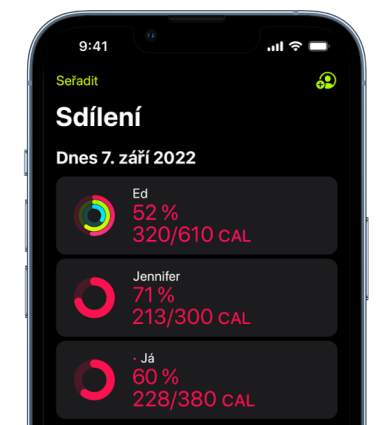 9:41
Seřadit
Sdílení
Dnes 7. září 2022
Ed
52 %
320/610 CAL
Jennifer
71 %
213/300 CAL
· Já
60 %
228/380 CAL